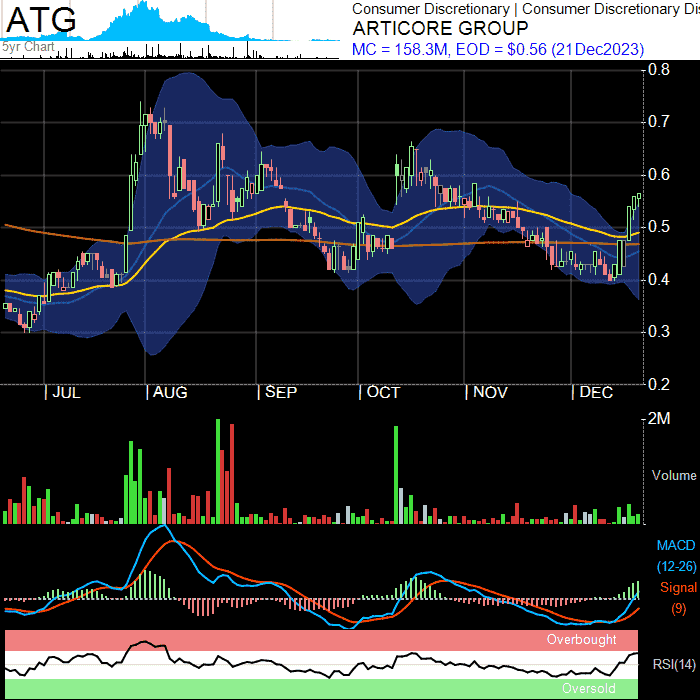 ATG
5yr Chart
Consumer Discretionary | Consumer Discretionary Dis
ARTICORE GROUP
MC = 158.3M, EOD = $0.56 (21Dec2023)
0.8
0.7
0.6
0.5
0.4
0.3
0.2
| JUL | AUG | SEP | OCT | NOV | DEC
2M
Volume
MACD
(12-26)
Signal
(9)
Overbought
RSI(14)
Oversold